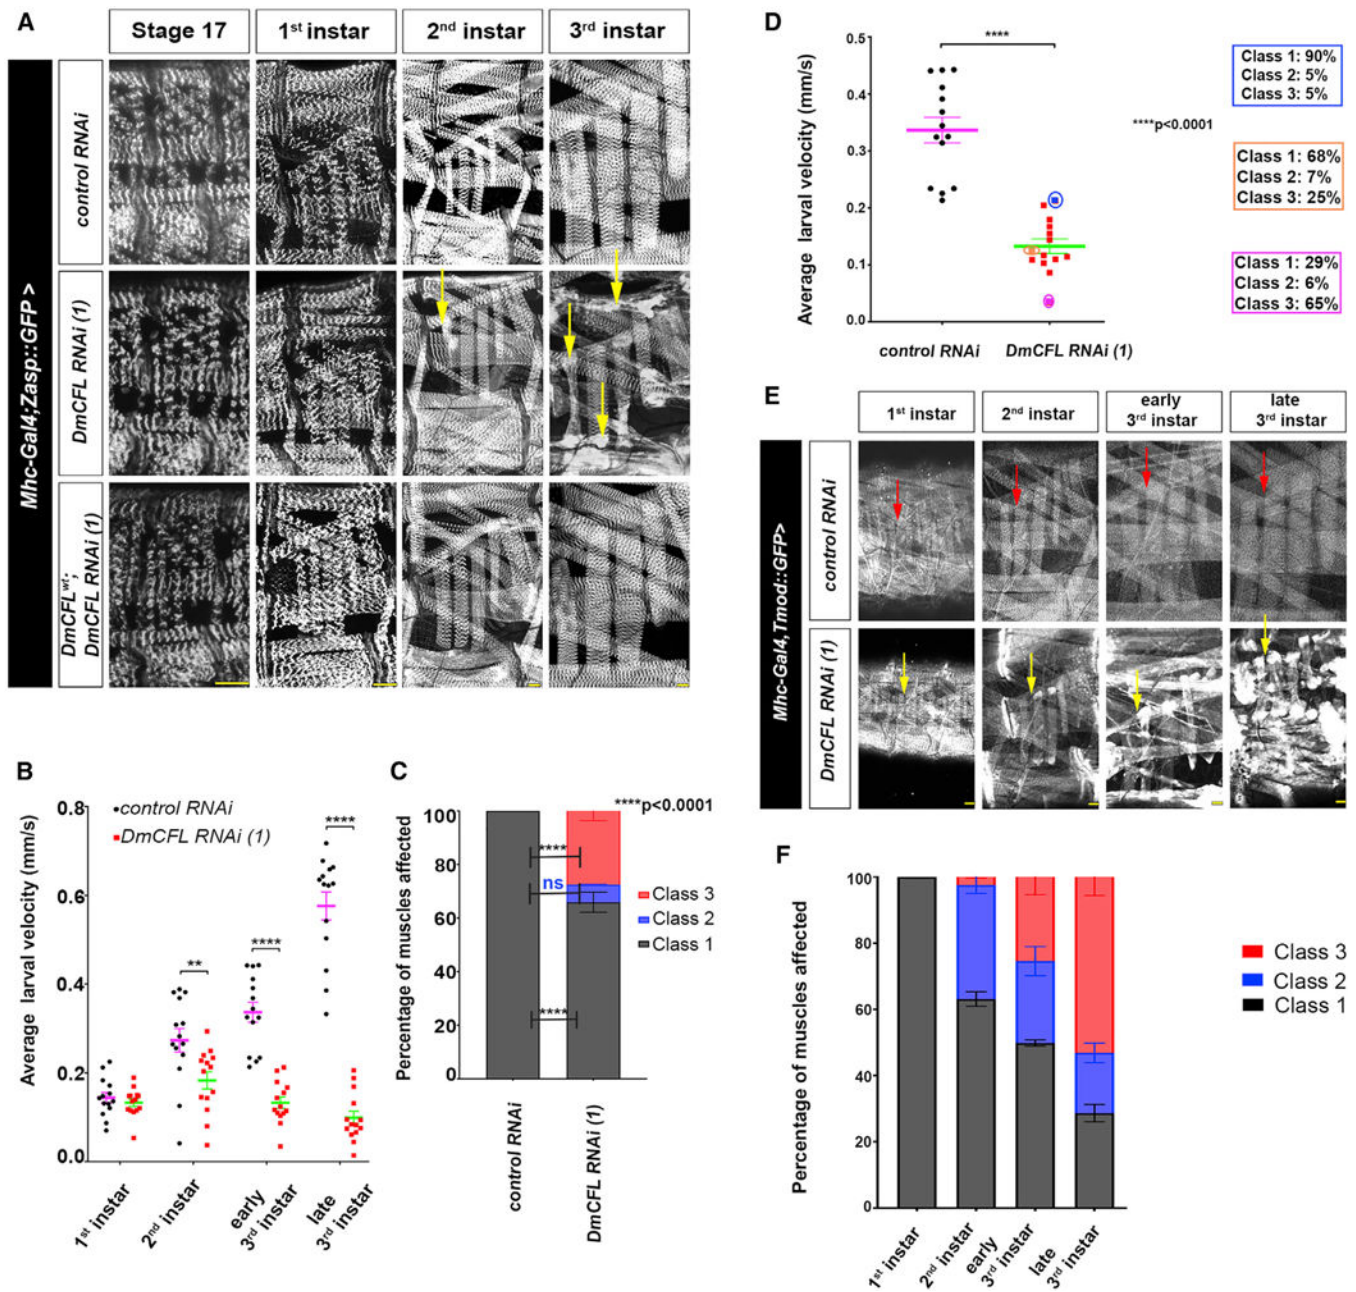 A
Stage 17
1st instar
2nd instar
3rd instar
Mhc-Gal4;Zasp::GFP >
control RNAi
DmCFL RNAi (1)
DmCFLwt;
DmCFL RNAi (1)
B
Average larval velocity (mm/s)
0.8
0.6
0.4
0.2
0.0
control RNAi
DmCFL RNAi (1)
**
****
****
1st instar
2nd instar
early
3rd instar
late
3rd instar
C
Percentage of muscles affected
100
80
60
40
20
0
****p<0.0001
****
ns
****
Class 3
Class 2
Class 1
control RNAi
DmCFL RNAi (1)
D
Average larval velocity (mm/s)
0.5
0.4
0.3
0.2
0.1
0.0
****
****p<0.0001
control RNAi
DmCFL RNAi (1)
Class 1: 90%
Class 2: 5%
Class 3: 5%
Class 1: 68%
Class 2: 7%
Class 3: 25%
Class 1: 29%
Class 2: 6%
Class 3: 65%
E
1st instar
2nd instar
early
3rd instar
late
3rd instar
Mhc-Gal4,Tmod::GFP>
control RNAi
DmCFL RNAi (1)
F
Percentage of muscles affected
100
80
60
40
20
0
Class 3
Class 2
Class 1
1st instar
2nd instar
early
3rd instar
late
3rd instar